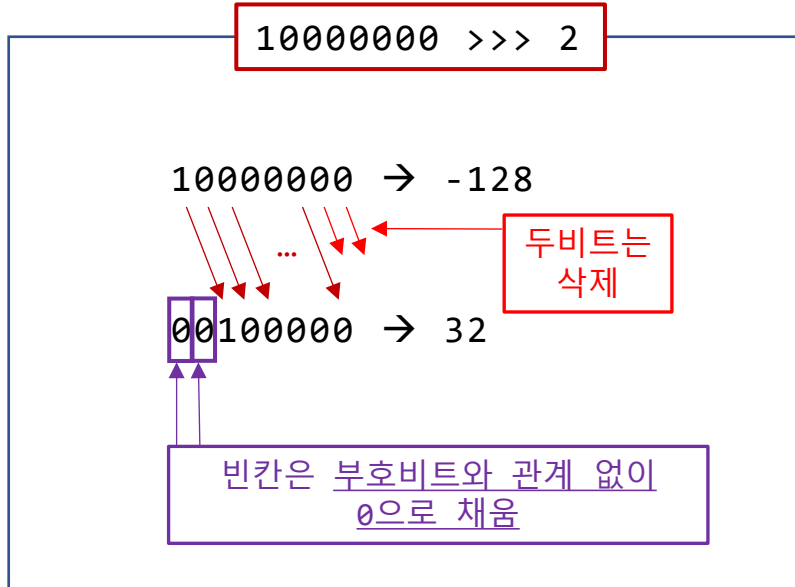 10000000 >>> 2
10000000 → -128
...
두비트는
삭제
00100000 → 32
빈칸은 부호비트와 관계 없이
0으로 채움